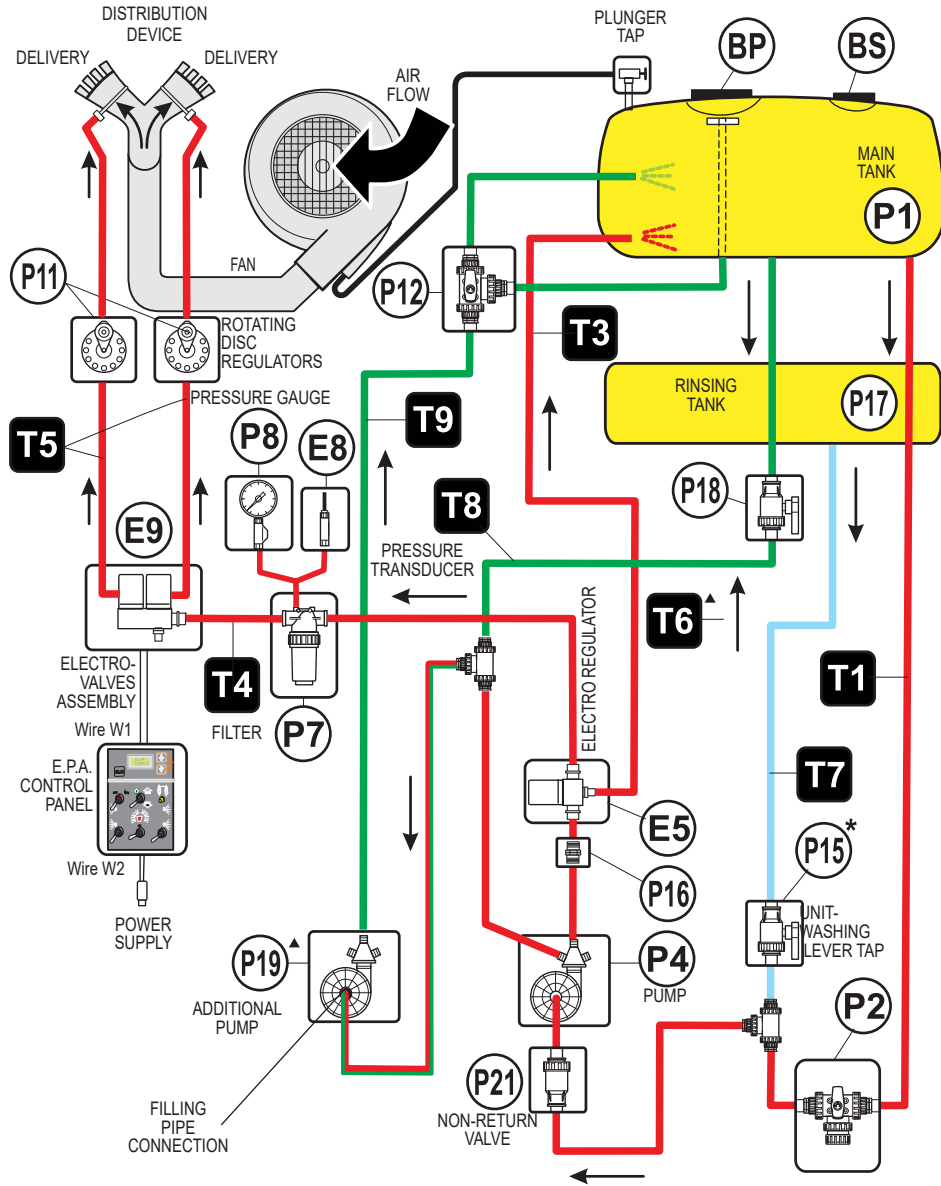 DISTRIBUTION
DEVICE
DELIVERY
DELIVERY
AIR
FLOW
PLUNGER
TAP
BP
BS
MAIN
TANK
P1
FAN
P11
P12
ROTATING
DISC
REGULATORS
T3
RINSING
TANK
P17
PRESSURE GAUGE
T5
P8
E8
T9
P18
T8
E9
PRESSURE
TRANSDUCER
T6▲
ELECTRO REGULATOR
T1
ELECTRO-
VALVES
ASSEMBLY
T4
FILTER
P7
Wire W1
E.P.A.
CONTROL
PANEL
T7
E5
P15*
P16
Wire W2
UNIT-
WASHING
LEVER TAP
POWER
SUPPLY
P19▲
ADDITIONAL
PUMP
P4
PUMP
P2
P21
NON-RETURN
VALVE
FILLING
PIPE
CONNECTION